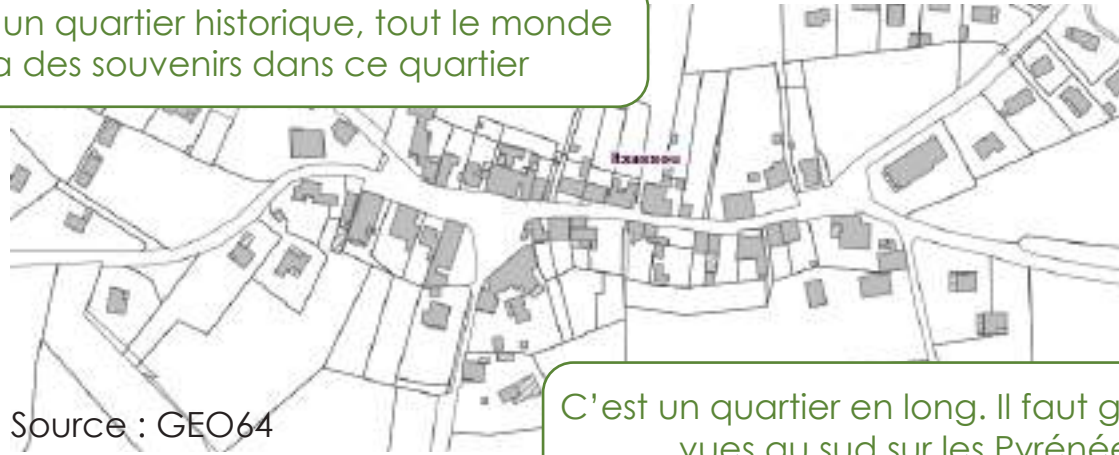 un quartier historique, tout le monde
a des souvenirs dans ce quartier
Source : GEO64
C'est un quartier en long. Il faut g
vues au sud sur les Pyrénée